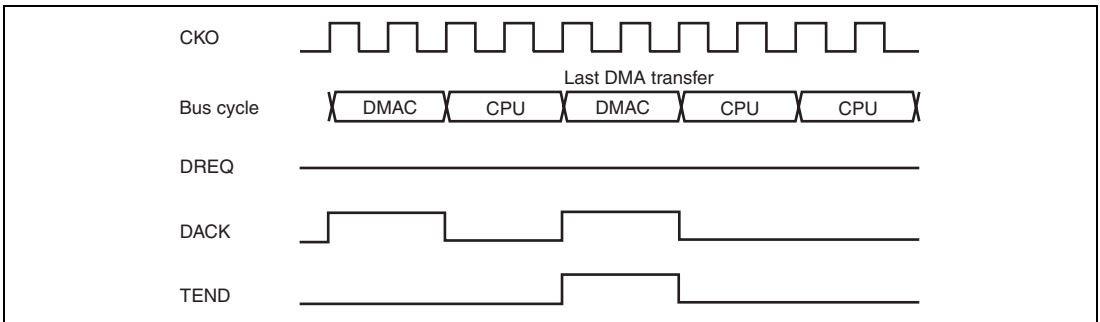 CKO
Last DMA transfer
Bus cycle DMAC CPU DMAC CPU CPU
DREQ
DACK
TEND